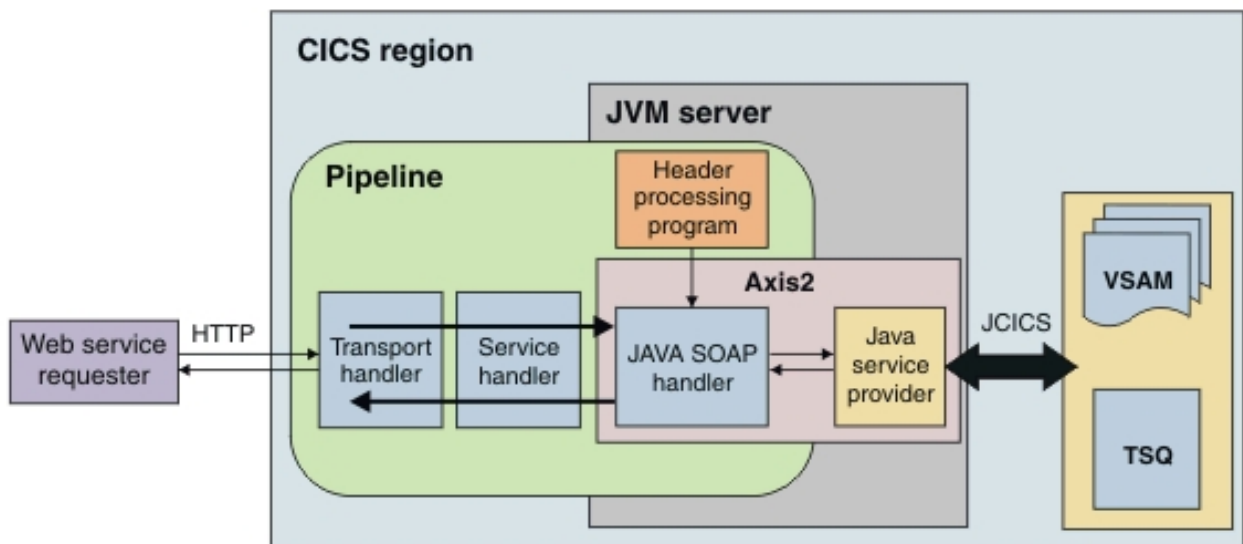 CICS region
JVM server
Pipeline
Header
processing
program
Axis2
Web service
requester
HTTP
Transport
handler
Service
handler
JAVA SOAP
handler
Java
service
provider
JCICS
VSAM
TSQ